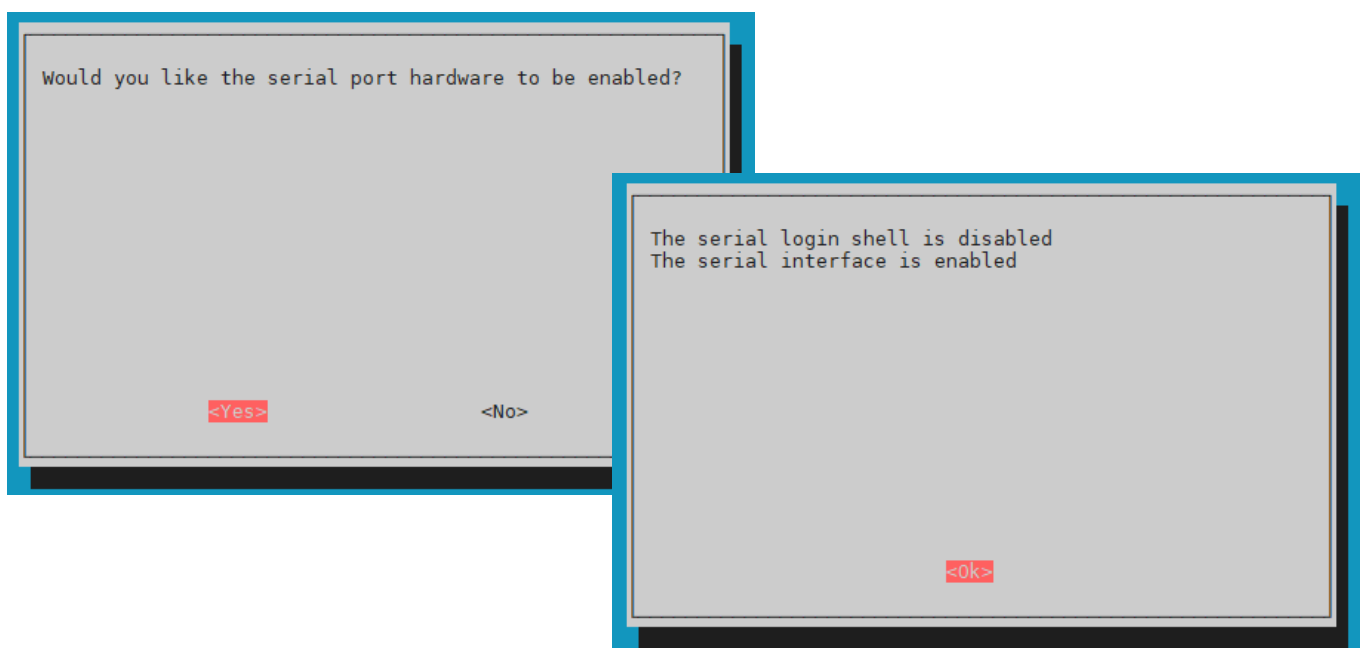 Would you like the serial port hardware to be enabled?
<Yes> <No>
The serial login shell is disabled
The serial interface is enabled
<Ok>